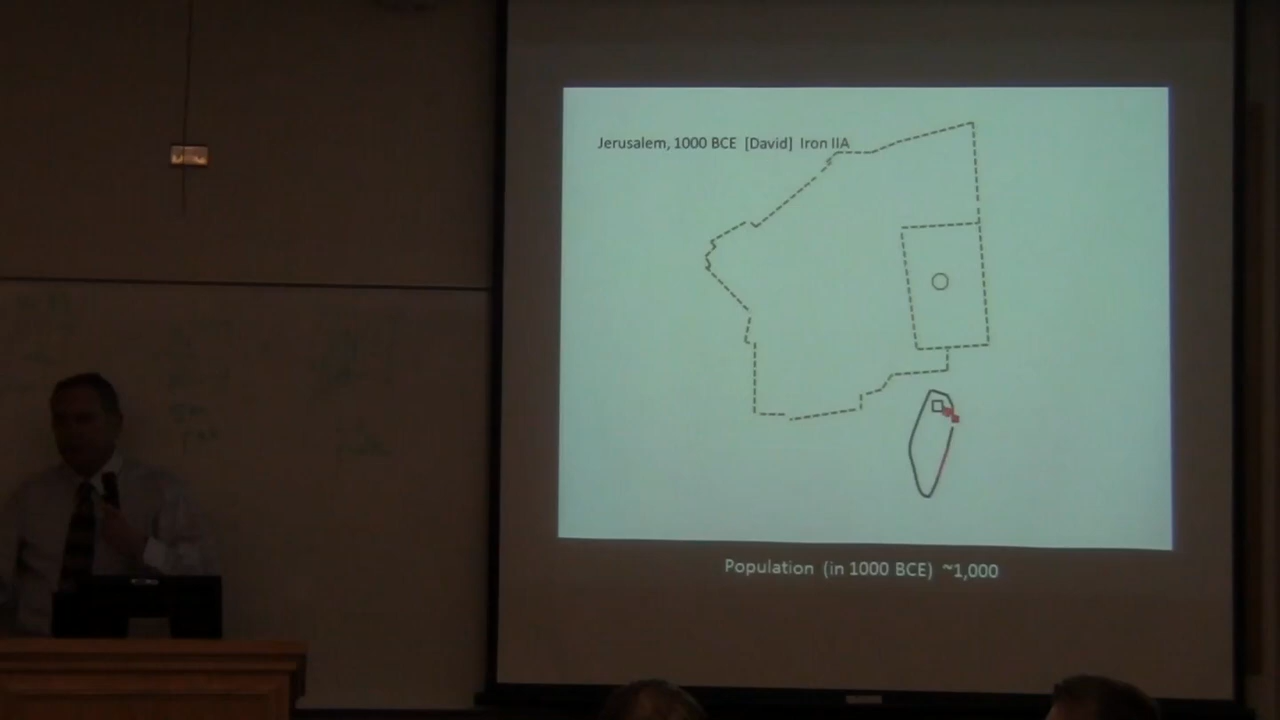 Jerusalem, 1000 BCE [David] Iron IIA
Population (in 1000 BCE) ~1,000